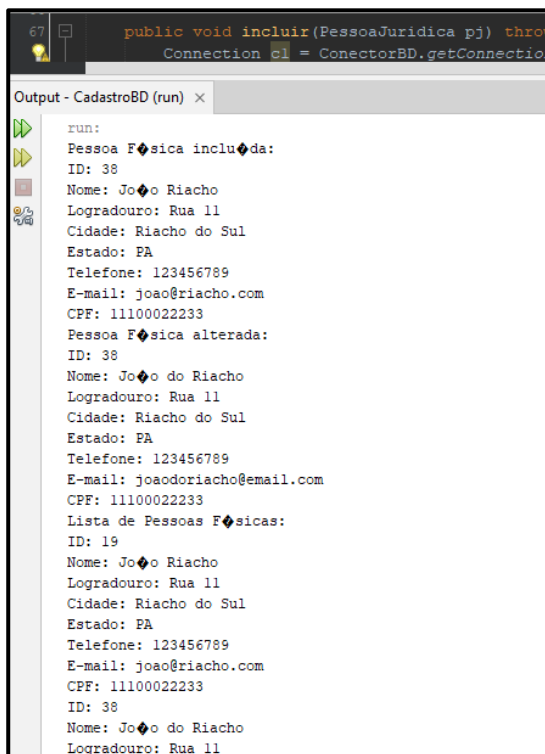 67 public void incluir(PessoaJuridica pj) throw
Connection c1 = ConectorBD.getConnection
Output - CadastroBD (run) ×
run:
Pessoa F�sica inclu�da:
ID: 38
Nome: Jo�o Riacho
Logradouro: Rua 11
Cidade: Riacho do Sul
Estado: PA
Telefone: 123456789
E-mail: joao@riacho.com
CPF: 11100022233
Pessoa F�sica alterada:
ID: 38
Nome: Jo�o do Riacho
Logradouro: Rua 11
Cidade: Riacho do Sul
Estado: PA
Telefone: 123456789
E-mail: joaodoriacho@email.com
CPF: 11100022233
Lista de Pessoas F�sicas:
ID: 19
Nome: Jo�o Riacho
Logradouro: Rua 11
Cidade: Riacho do Sul
Estado: PA
Telefone: 123456789
E-mail: joao@riacho.com
CPF: 11100022233
ID: 38
Nome: Jo�o do Riacho
Logradouro: Rua 11